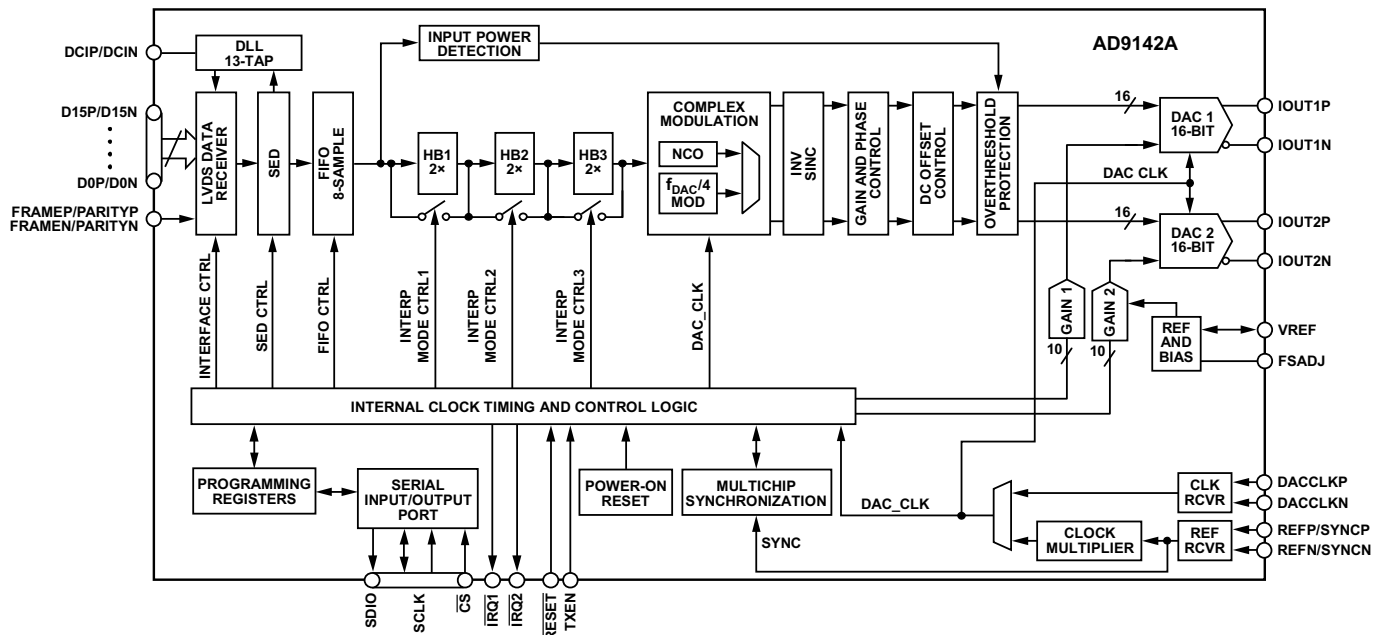 AD9142A
DCIP/DCIN
DLL
13-TAP
INPUT POWER
DETECTION
D15P/D15N
D0P/D0N
FRAMEP/PARITYP
FRAMEN/PARITYN
LVDS DATA
RECEIVER
SED
FIFO
8-SAMPLE
HB1
2×
HB2
2×
HB3
2×
COMPLEX
MODULATION
NCO
fDAC/4
MOD
INV
SINC
GAIN AND PHASE
CONTROL
DC OFFSET
CONTROL
OVERTHRESHOLD
PROTECTION
16
DAC 1
16-BIT
IOUT1P
IOUT1N
DAC CLK
16
DAC 2
16-BIT
IOUT2P
IOUT2N
INTERFACE CTRL
SED CTRL
FIFO CTRL
INTERP
MODE CTRL1
INTERP
MODE CTRL2
INTERP
MODE CTRL3
DAC_CLK
GAIN 1
10
GAIN 2
10
REF
AND
BIAS
VREF
FSADJ
INTERNAL CLOCK TIMING AND CONTROL LOGIC
PROGRAMMING
REGISTERS
SERIAL
INPUT/OUTPUT
PORT
POWER-ON
RESET
MULTICHIP
SYNCHRONIZATION
DAC_CLK
SYNC
CLOCK
MULTIPLIER
CLK
RCVR
REF
RCVR
DACCLKP
DACCLKN
REFP/SYNCP
REFN/SYNCN
SDIO
SCLK
CS
IRQ1
IRQ2
RESET
TXEN